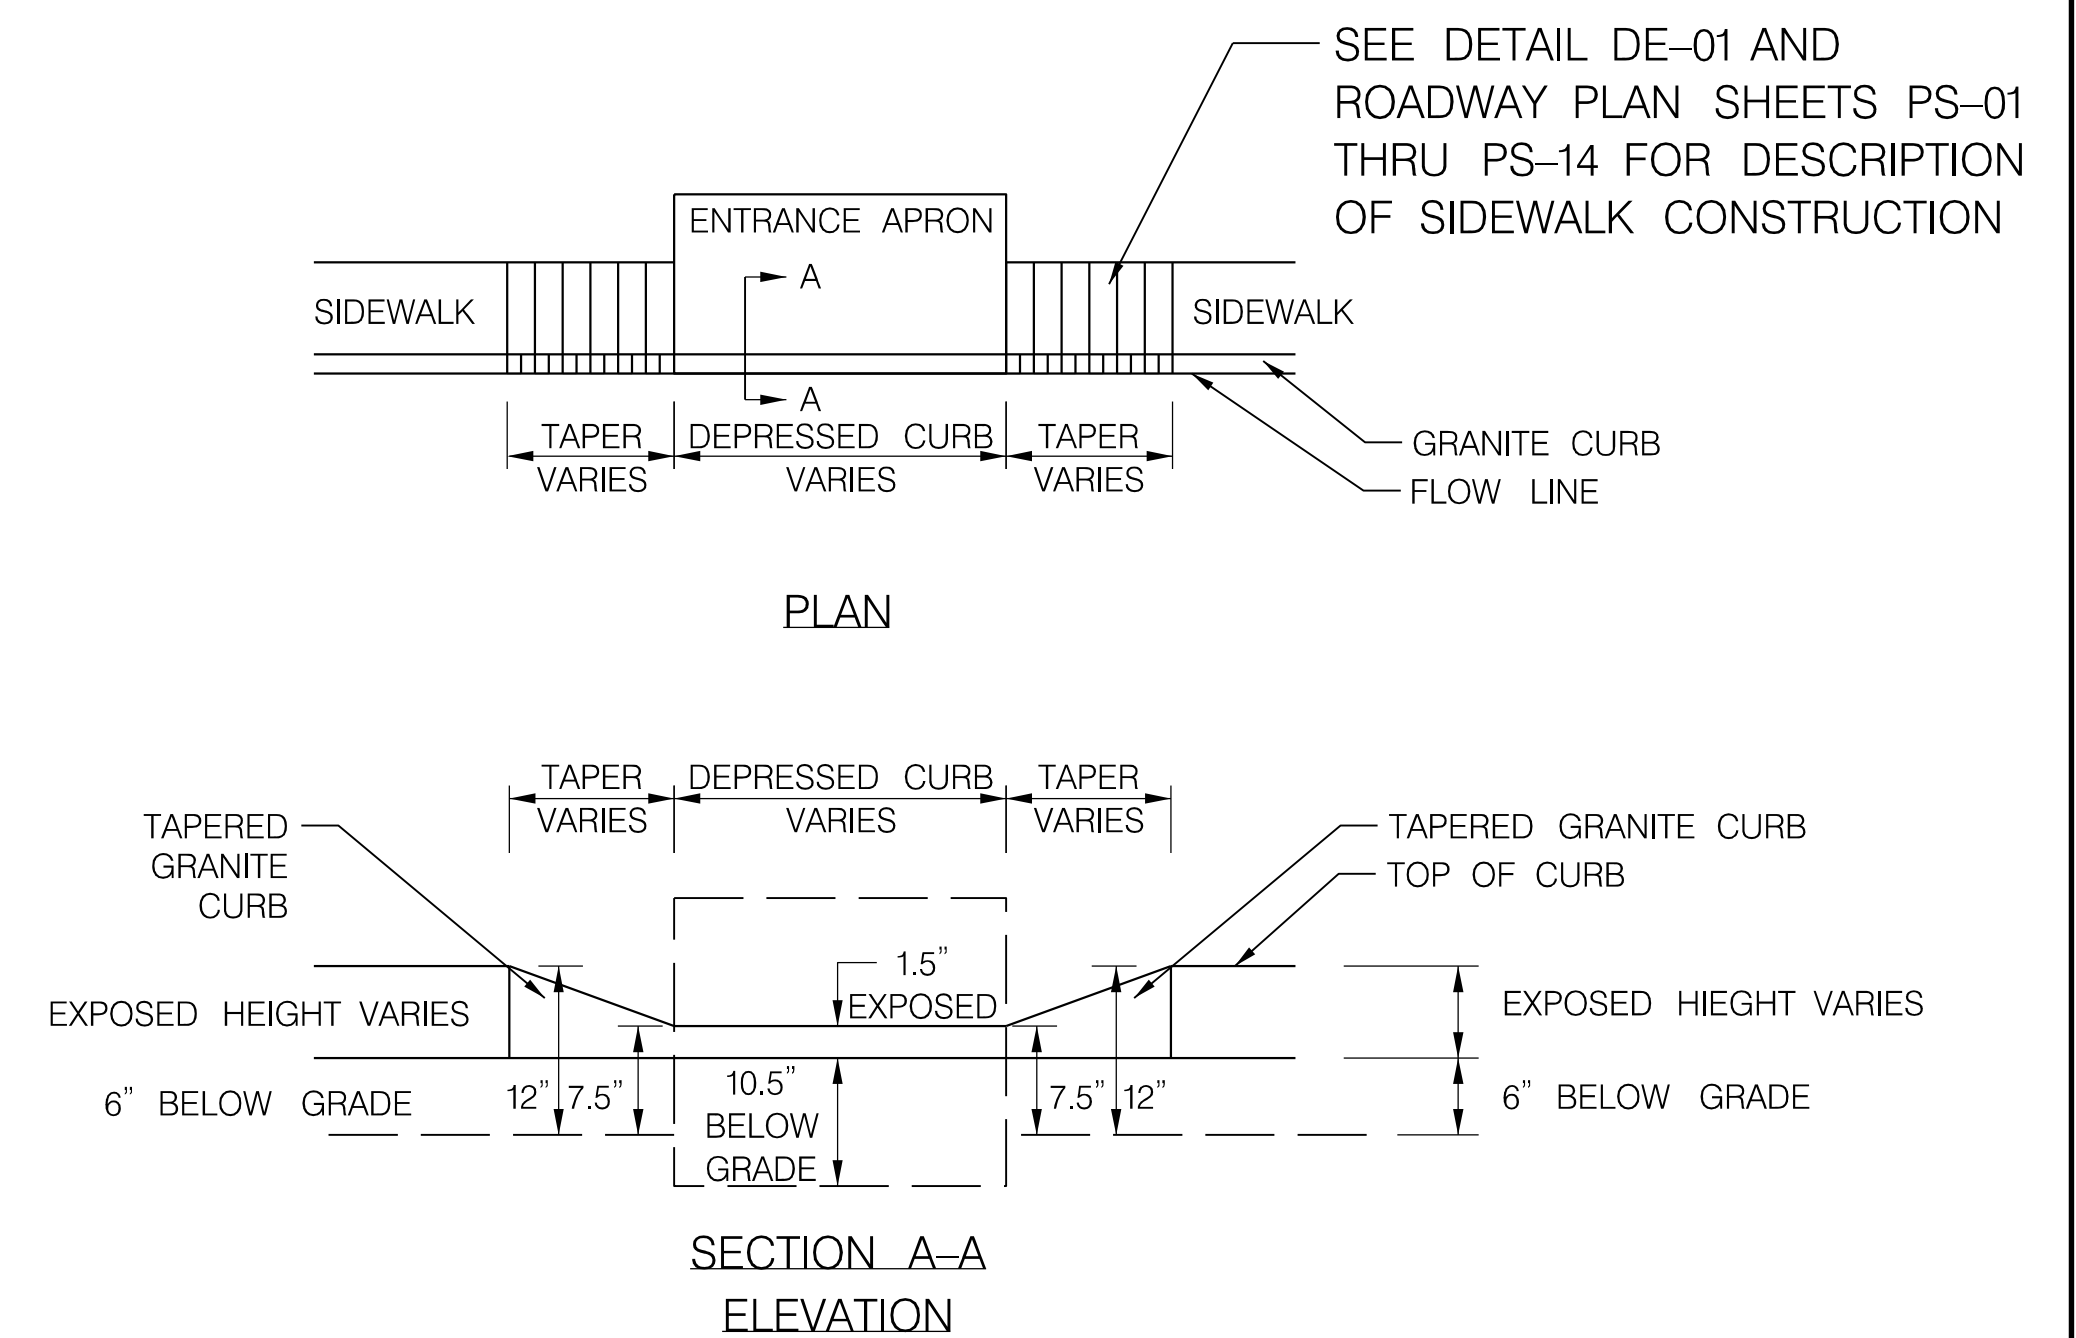 SEE DETAIL DE–01 AND
ROADWAY PLAN SHEETS PS–01
THRU PS–14 FOR DESCRIPTION
OF SIDEWALK CONSTRUCTION
ENTRANCE APRON
A
SIDEWALK
SIDEWALK
A
TAPER
VARIES
DEPRESSED CURB
VARIES
TAPER
VARIES
GRANITE CURB
FLOW LINE
PLAN
TAPER
VARIES
DEPRESSED CURB
VARIES
TAPER
VARIES
TAPERED
GRANITE
CURB
TAPERED GRANITE CURB
TOP OF CURB
1.5”
EXPOSED
EXPOSED HEIGHT VARIES
EXPOSED HIEGHT VARIES
6” BELOW GRADE
12”
7.5”
10.5”
BELOW
GRADE
7.5”
12”
6” BELOW GRADE
SECTION A–A
ELEVATION